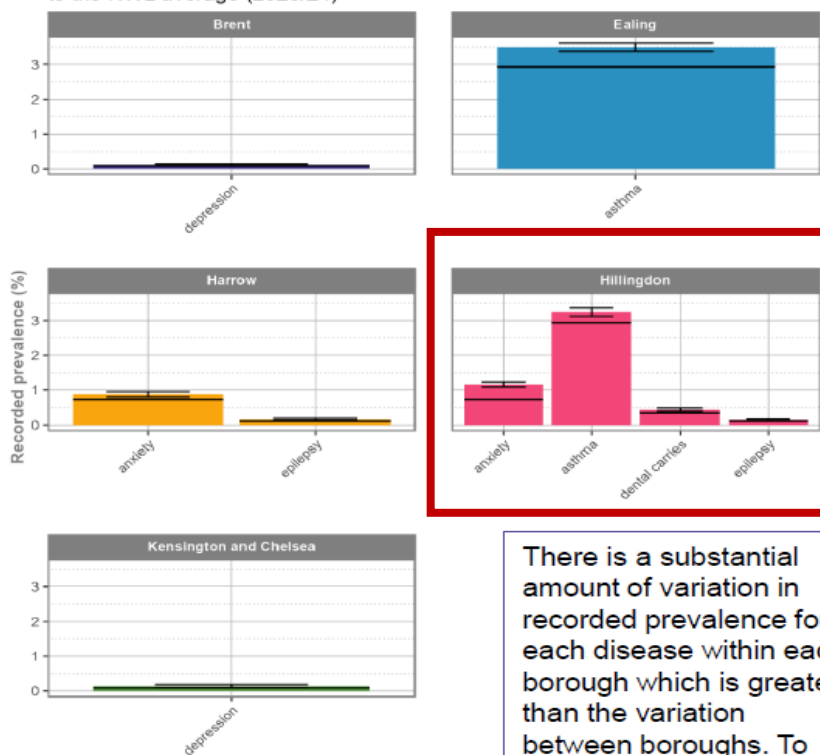 Brent
Ealing
3
2
1
0
depression
asthma
Recorded prevalence (%)
Harrow
Hillingdon
3
2
1
0
anxiety
epilepsy
anxiety
asthma
dental carries
epilepsy
Kensington and Chelsea
3
2
1
0
depression
There is a substantial
amount of variation in
recorded prevalence
each disease within
borough which is
than the variation
between boroughs. To